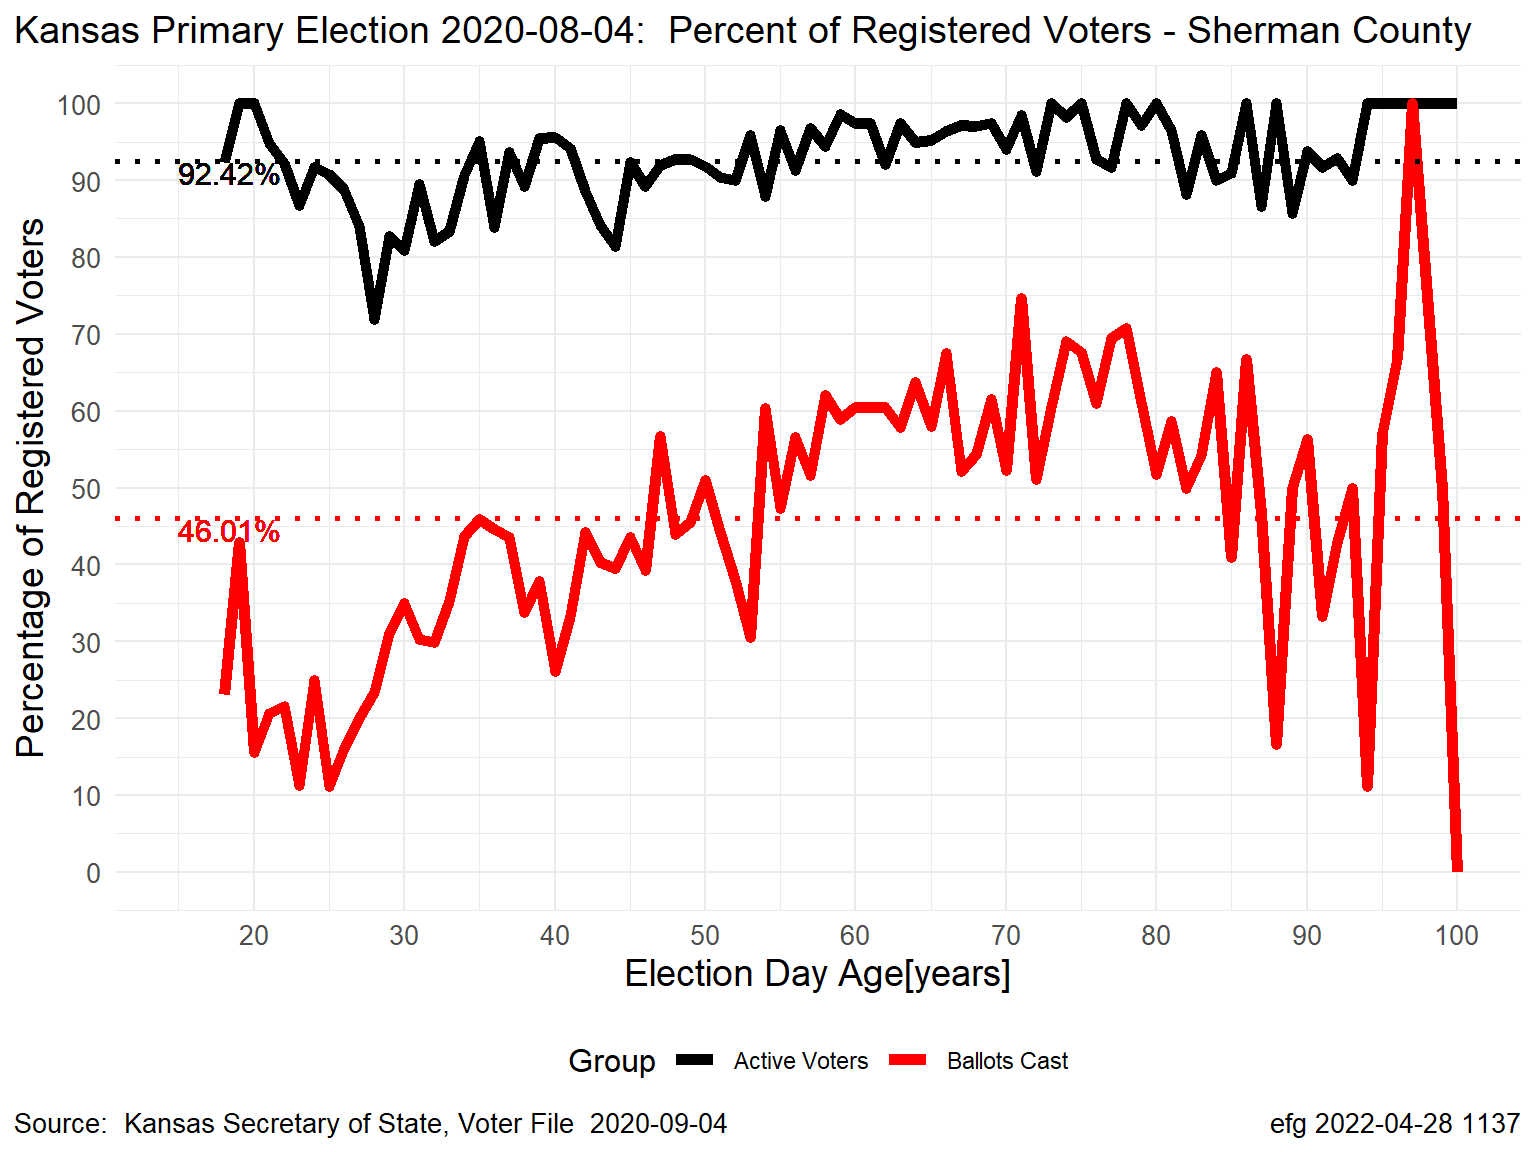 Kansas Primary Election 2020-08-04:  Percent of Registered Voters - Sherman County
Percentage of Registered Voters
100
90
80
70
60
50
40
30
20
10
0
92.42%
46.01%
20 30 40 50 60 70 80 90 100
Election Day Age[years]
Group Active Voters Ballots Cast
Source:  Kansas Secretary of State, Voter File  2020-09-04
efg 2022-04-28 1137